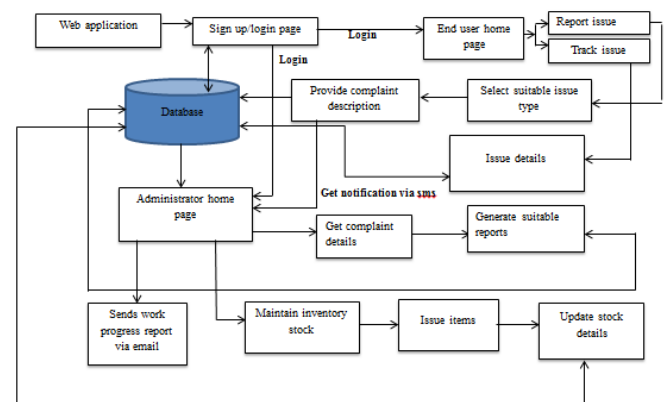 Web application
Sign up/login page
Login
End user home
page
Report issue
Track issue
Login
Database
Provide complaint
description
Select suitable issue
type
Issue details
Get notification via sms
Administrator home
page
Get complaint
details
Generate suitable
reports
Sends work
progress report
via email
Maintain inventory
stock
Issue items
Update stock
details